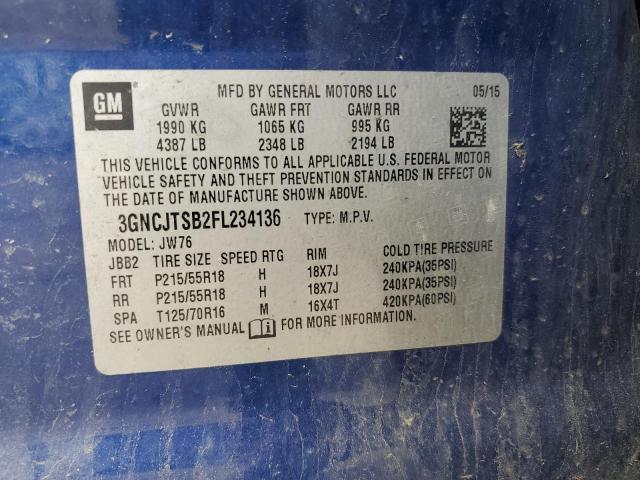 GM
MFD BY GENERAL MOTORS LLC 05/15
GVWR GAWR FRT GAWR RR
1990 KG 1065 KG 995 KG
4387 LB 2348 LB 2194 LB
THIS VEHICLE CONFORMS TO ALL APPLICABLE U.S. FEDERAL MOTOR
VEHICLE SAFETY AND THEFT PREVENTION STANDARDS IN EFFECT ON
THE DATE OF MANUFACTURE SHOWN ABOVE.
3GNCJTSB2FL234136 TYPE: M.P.V.
MODEL: JW76
JBB2 TIRE SIZE SPEED RTG RIM COLD TIRE PRESSURE
FRT P215/55R18 H 18X7J 240KPA(35PSI)
RR P215/55R18 H 18X7J 240KPA(35PSI)
SPA T125/70R16 M 16X4T 420KPA(60PSI)
SEE OWNER'S MANUAL FOR MORE INFORMATION.